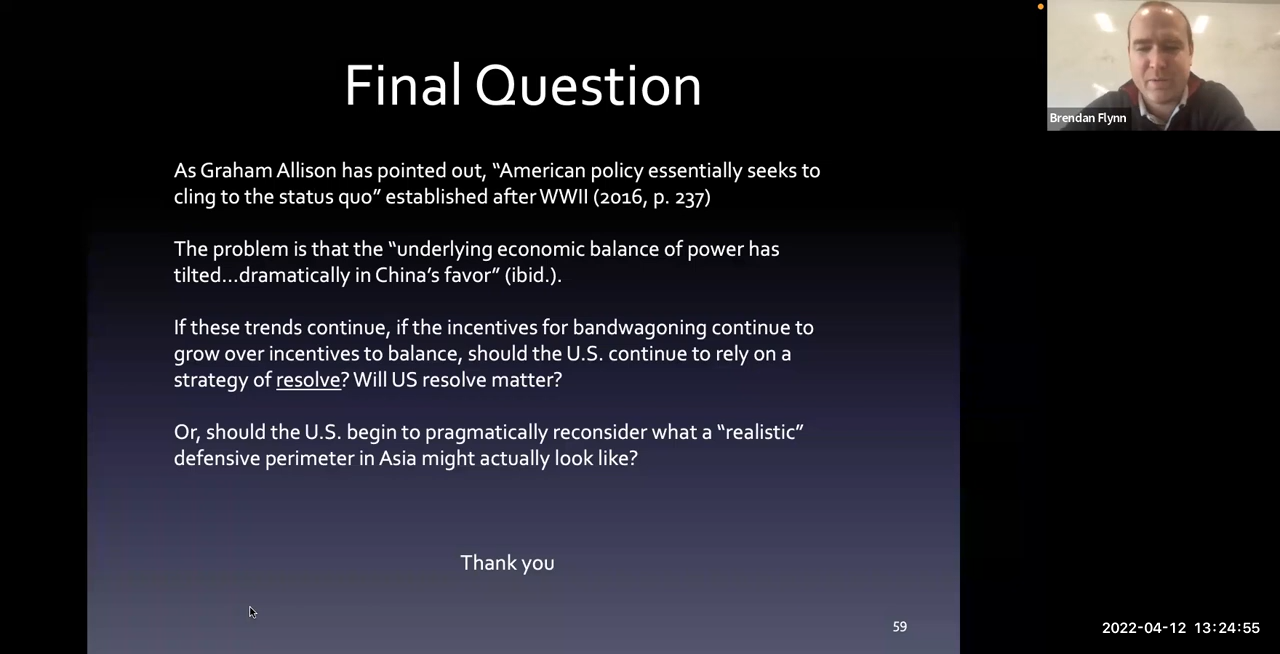 Final Question
Brendan Flynn
As Graham Allison has pointed out, “American policy essentially seeks to
cling to the status quo” established after WWII (2016, p. 237)
The problem is that the “underlying economic balance of power has
tilted...dramatically in China’s favor” (ibid.).
If these trends continue, if the incentives for bandwagoning continue to
grow over incentives to balance, should the U.S. continue to rely on a
strategy of resolve? Will US resolve matter?
Or, should the U.S. begin to pragmatically reconsider what a “realistic”
defensive perimeter in Asia might actually look like?
Thank you
59
2022-04-12 13:24:55